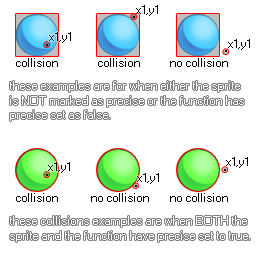 x1,y1
x1,y1
x1,y1
collision
collision
no collision
these examples are for when either the sprite
is NOT marked as precise or the function has
precise set as false.
x1,y1
x1,y1
x1,y1
collision
no collision
no collision
these collisions examples are when BOTH the
sprite and the function have precise set to true.